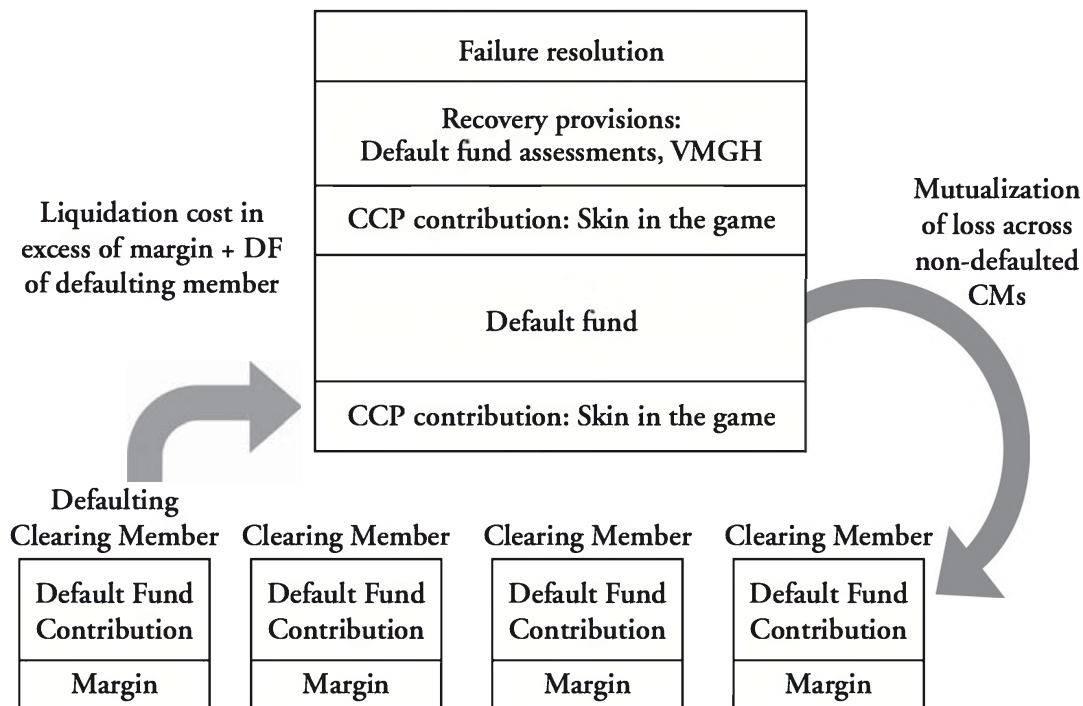 Failure resolution
Recovery provisions:
Default fund assessments, VMGH
CCP contribution: Skin in the game
Default fund
CCP contribution: Skin in the game
Liquidation cost in
excess of margin + DF
of defaulting member
Mutualization
of loss across
non-defaulted
CMs
Defaulting
Clearing Member
Default Fund
Contribution
Margin
Clearing Member
Default Fund
Contribution
Margin
Clearing Member
Default Fund
Contribution
Margin
Clearing Member
Default Fund
Contribution
Margin